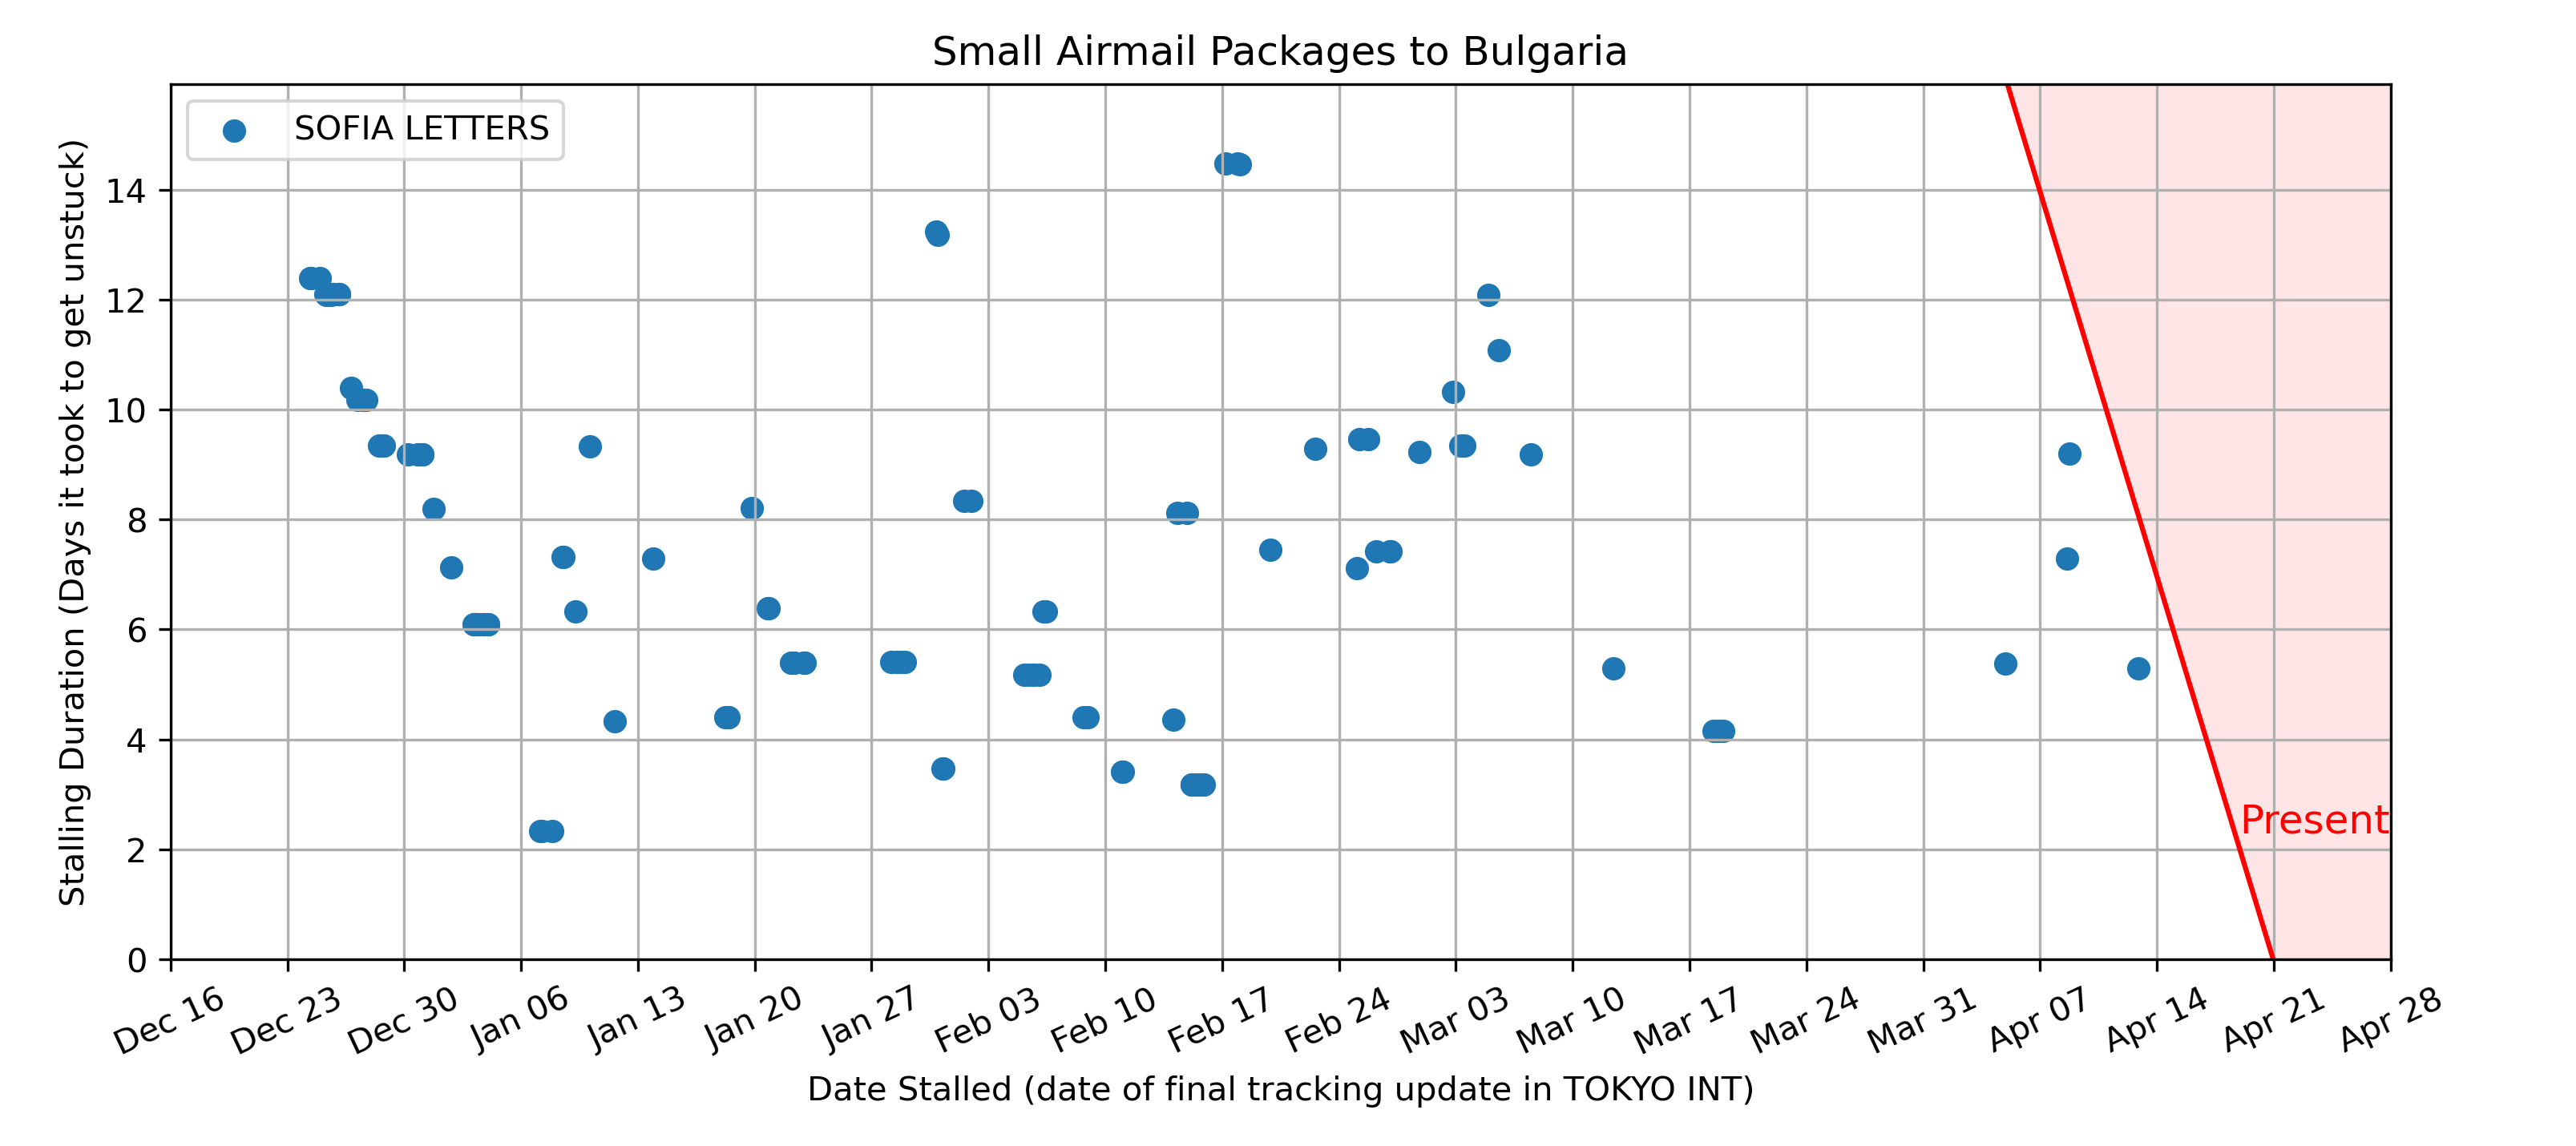 Small Airmail Packages to Bulgaria
SOFIA LETTERS
Stalling Duration (Days it took to get unstuck)
14
12
10
8
6
4
2
0
Present
Dec 16
Dec 23
Dec 30
Jan 06
Jan 13
Jan 20
Jan 27
Feb 03
Feb 10
Feb 17
Feb 24
Mar 03
Mar 10
Mar 17
Mar 24
Mar 31
Apr 07
Apr 14
Apr 21
Apr 28
Date Stalled (date of final tracking update in TOKYO INT)